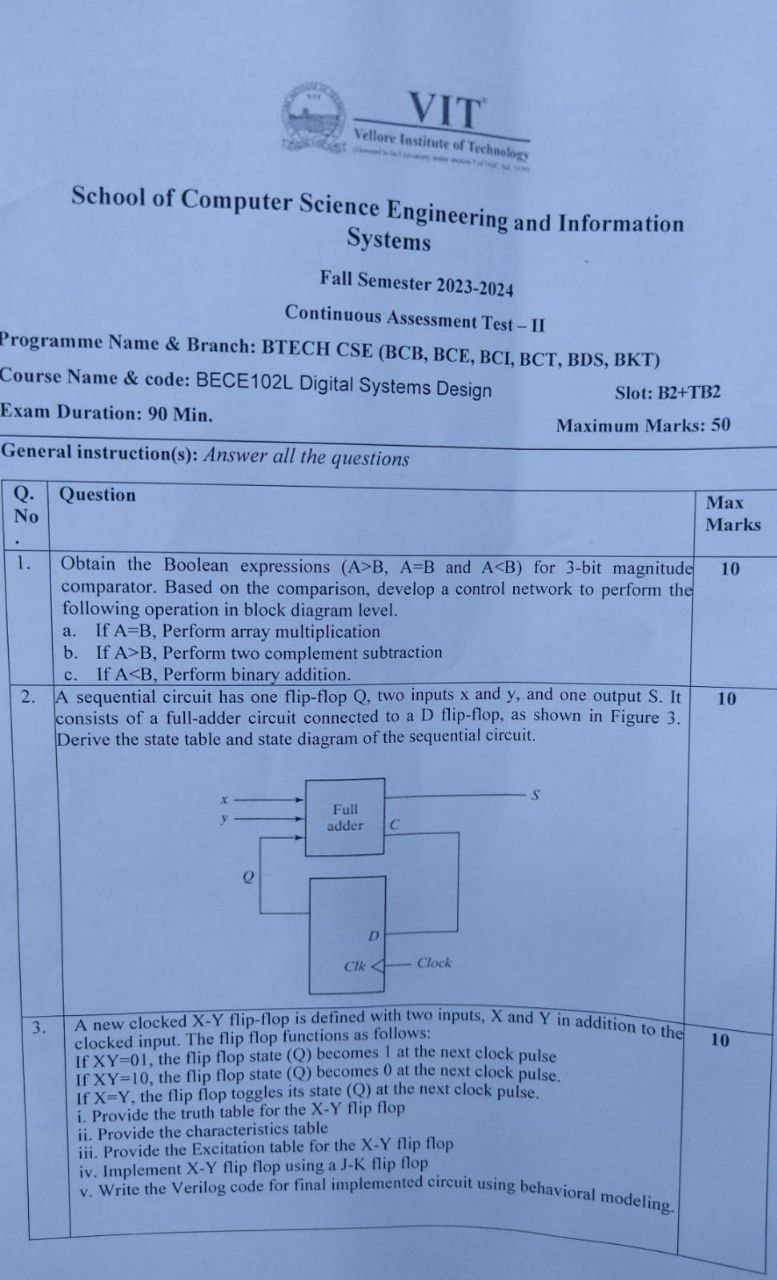 VIT
Vellore Institute of Technology
School of Computer Science Engineering and Information
Systems
Fall Semester 2023-2024
Continuous Assessment Test – II
Programme Name & Branch: BTECH CSE (BCB, BCE, BCI, BCT, BDS, BKT)
Course Name & code: BECE102L Digital Systems Design Slot: B2+TB2
Exam Duration: 90 Min. Maximum Marks: 50
General instruction(s): Answer all the questions
Q. Question Max
No Marks
.
1. Obtain the Boolean expressions (A>B, A=B and A<B) for 3-bit magnitude 10
comparator. Based on the comparison, develop a control network to perform the
following operation in block diagram level.
a. If A=B, Perform array multiplication
b. If A>B, Perform two complement subtraction
c. If A<B, Perform binary addition.
2. A sequential circuit has one flip-flop Q, two inputs x and y, and one output S. It 10
consists of a full-adder circuit connected to a D flip-flop, as shown in Figure 3.
Derive the state table and state diagram of the sequential circuit.
x
y
Full
adder
S
C
Q
D
Clk
Clock
3. A new clocked X-Y flip-flop is defined with two inputs, X and Y in addition to the 10
clocked input. The flip flop functions as follows:
If XY=01, the flip flop state (Q) becomes 1 at the next clock pulse
If XY=10, the flip flop state (Q) becomes 0 at the next clock pulse.
If X=Y, the flip flop toggles its state (Q) at the next clock pulse.
i. Provide the truth table for the X-Y flip flop
ii. Provide the characteristics table
iii. Provide the Excitation table for the X-Y flip flop
iv. Implement X-Y flip flop using a J-K flip flop
v. Write the Verilog code for final implemented circuit using behavioral modeling.